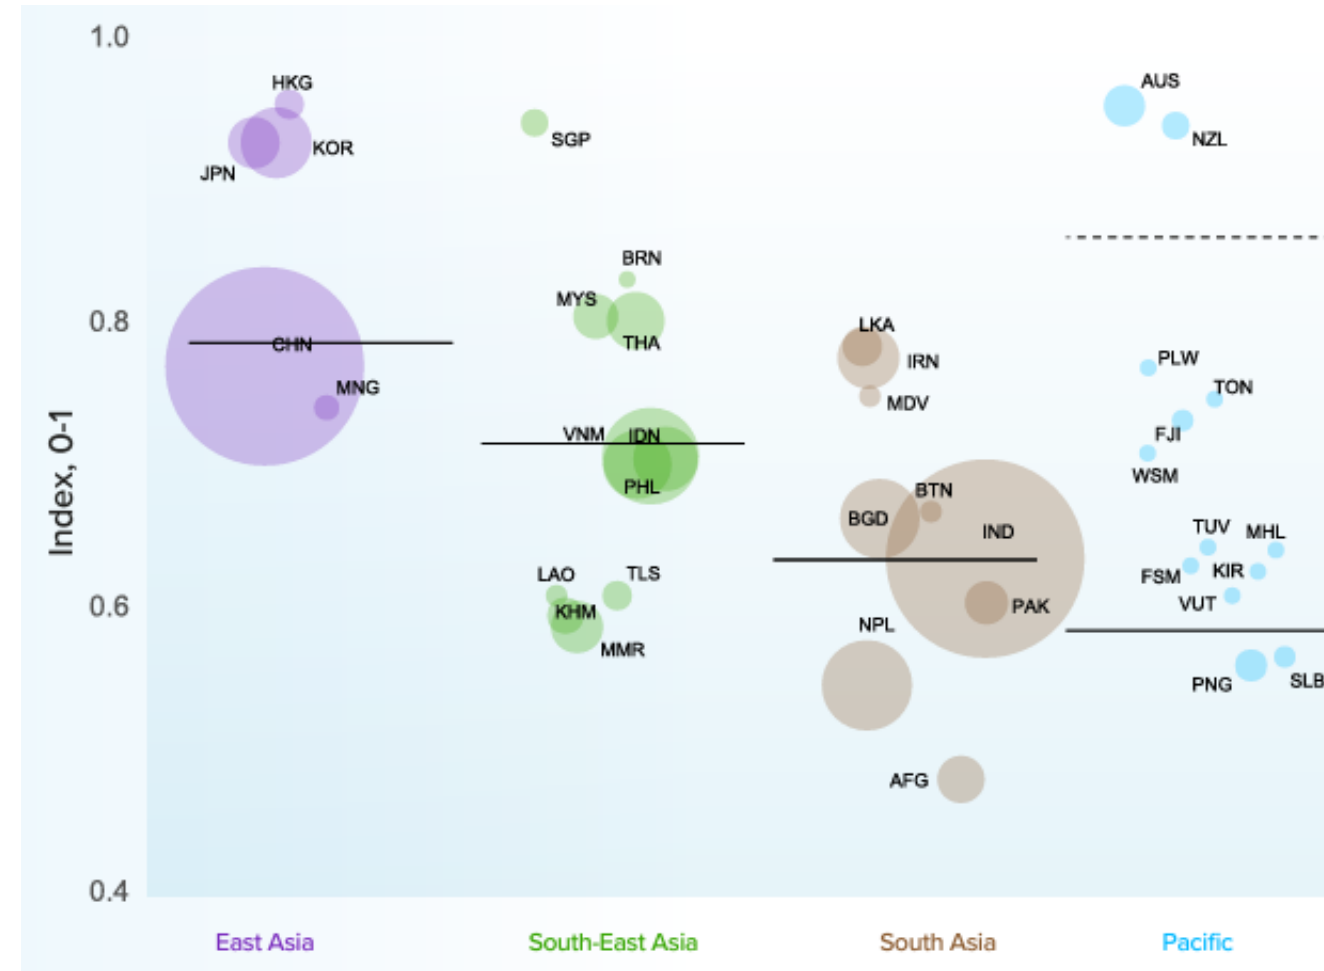 1.0
HKG
KOR
JPN
SGP
AUS
NZL
BRN
MYS
THA
0.8
CHN
MNG
LKA
IRN
MDV
PLW
TON
FJI
WSM
VNM
IDN
PHL
BGD
BTN
IND
TUV
MHL
FSM
KIR
VUT
LAO
TLS
KHM
MMR
0.6
PAK
NPL
PNG
SLB
AFG
0.4
Index, 0-1
East Asia
South-East Asia
South Asia
Pacific